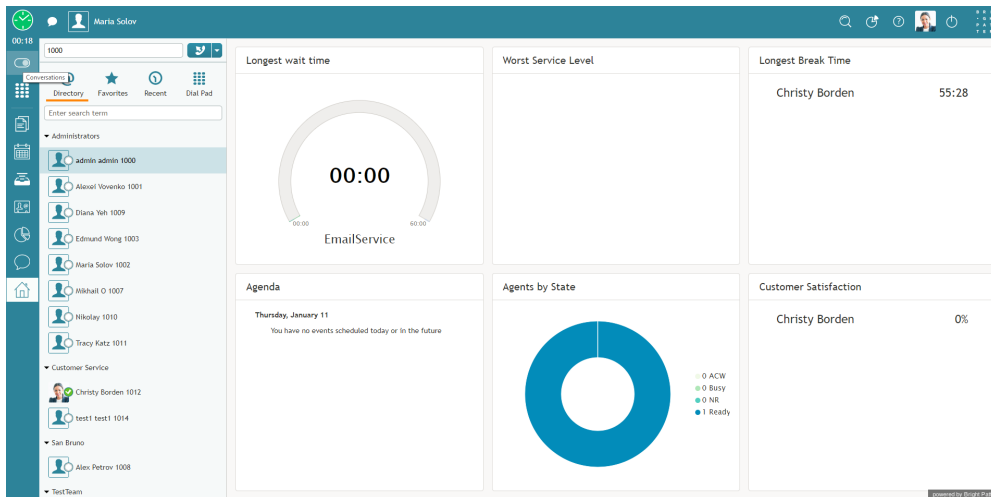 Maria Solov
00:18
1000
Conversations
Directory
Favorites
Recent
Dial Pad
Enter search term
Administrators
admin admin 1000
Alexei Vovenko 1001
Diana Yeh 1009
Edmund Wong 1003
Maria Solov 1002
Mikhail O 1007
Nikolay 1010
Tracy Katz 1011
Customer Service
Christy Borden 1012
test1 test1 1014
San Bruno
Alex Petrov 1008
TestTeam
Longest wait time
00:00
00:00
60:00
EmailService
Worst Service Level
Longest Break Time
Christy Borden 55:28
Agenda
Thursday, January 11
You have no events scheduled today or in the future
Agents by State
0 ACW
0 Busy
0 NR
1 Ready
Customer Satisfaction
Christy Borden 0%
powered by Bright Pat